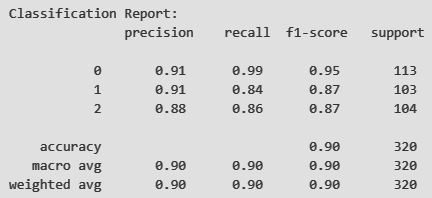 Classification Report:
precision recall f1-score support
0 0.91 0.99 0.95 113
1 0.91 0.84 0.87 103
2 0.88 0.86 0.87 104
accuracy 0.90 320
macro avg 0.90 0.90 0.90 320
weighted avg 0.90 0.90 0.90 320